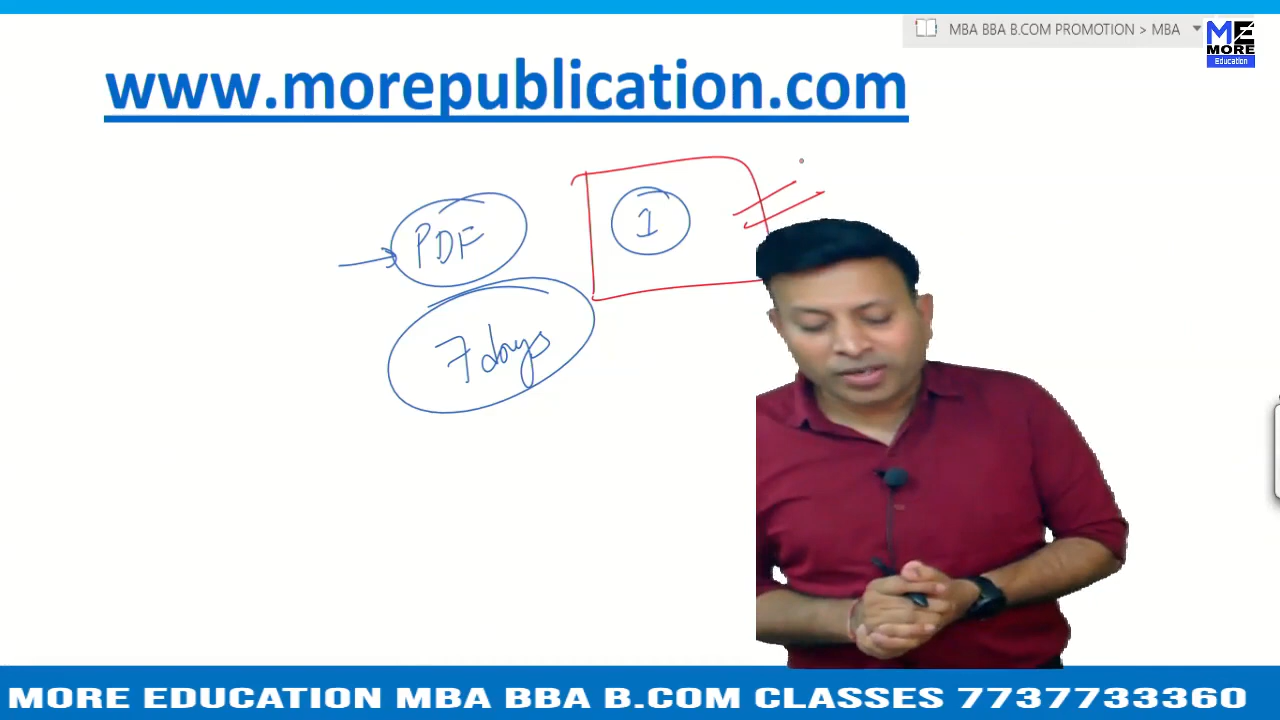 MBA BBA B.COM PROMOTION > MBA
ME
MORE
Education
www.morepublication.com
PDF
1
7 days
MORE EDUCATION MBA BBA B.COM CLASSES 7737733360